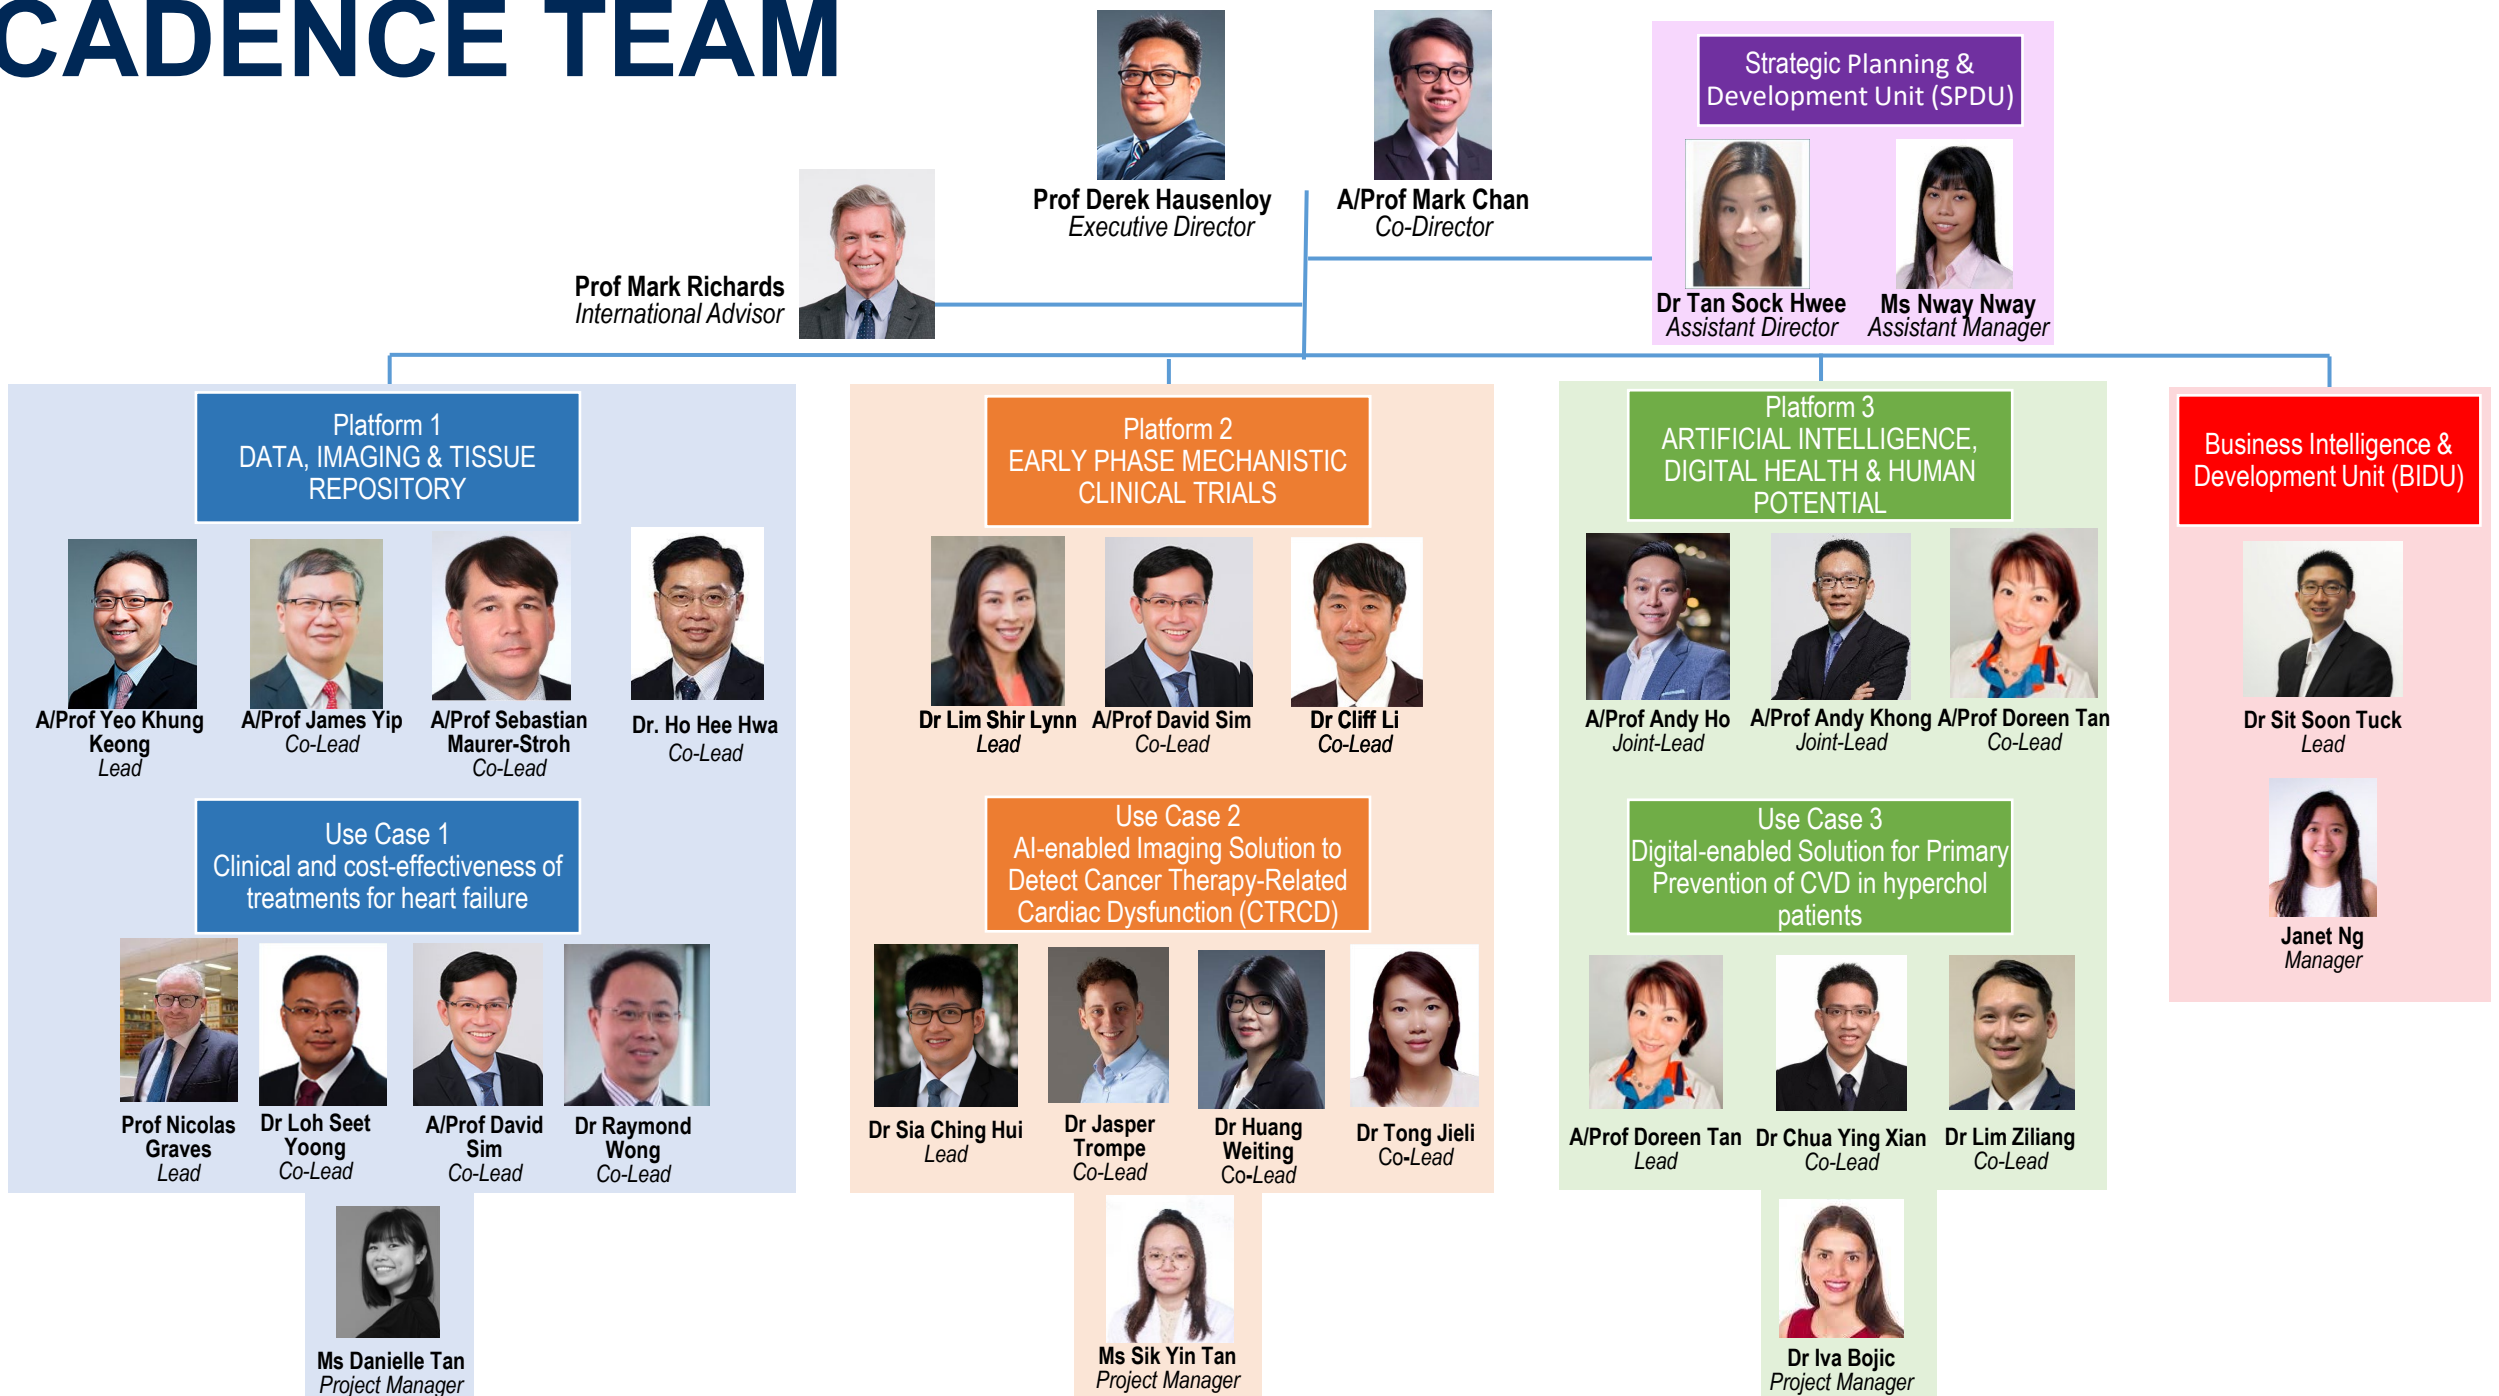 CADENCE TEAM
Prof Derek Hausenloy
Executive Director
A/Prof Mark Chan
Co-Director
Strategic Planning &
Development Unit (SPDU)
Dr Tan Sock Hwee
Assistant Director
Ms Nway Nway
Assistant Manager
Prof Mark Richards
International Advisor
Platform 1
DATA, IMAGING & TISSUE
REPOSITORY
A/Prof Yeo Khung
Keong
Lead
A/Prof James Yip
Co-Lead
A/Prof Sebastian
Maurer-Stroh
Co-Lead
Dr. Ho Hee Hwa
Co-Lead
Use Case 1
Clinical and cost-effectiveness of
treatments for heart failure
Prof Nicolas
Graves
Lead
Dr Loh Seet
Yoong
Co-Lead
A/Prof David
Sim
Co-Lead
Dr Raymond
Wong
Co-Lead
Ms Danielle Tan
Project Manager
Platform 2
EARLY PHASE MECHANISTIC
CLINICAL TRIALS
Dr Lim Shir Lynn
Lead
A/Prof David Sim
Co-Lead
Dr Cliff Li
Co-Lead
Use Case 2
AI-enabled Imaging Solution to
Detect Cancer Therapy-Related
Cardiac Dysfunction (CTRCD)
Dr Sia Ching Hui
Lead
Dr Jasper
Trompe
Co-Lead
Dr Huang
Weiting
Co-Lead
Dr Tong Jieli
Co-Lead
Ms Sik Yin Tan
Project Manager
Platform 3
ARTIFICIAL INTELLIGENCE,
DIGITAL HEALTH & HUMAN
POTENTIAL
A/Prof Andy Ho
Joint-Lead
A/Prof Andy Khong
Joint-Lead
A/Prof Doreen Tan
Co-Lead
Use Case 3
Digital-enabled Solution for Primary
Prevention of CVD in hyperchol
patients
A/Prof Doreen Tan
Lead
Dr Chua Ying Xian
Co-Lead
Dr Lim Ziliang
Co-Lead
Dr Iva Bojic
Project Manager
Business Intelligence &
Development Unit (BIDU)
Dr Sit Soon Tuck
Lead
Janet Ng
Manager